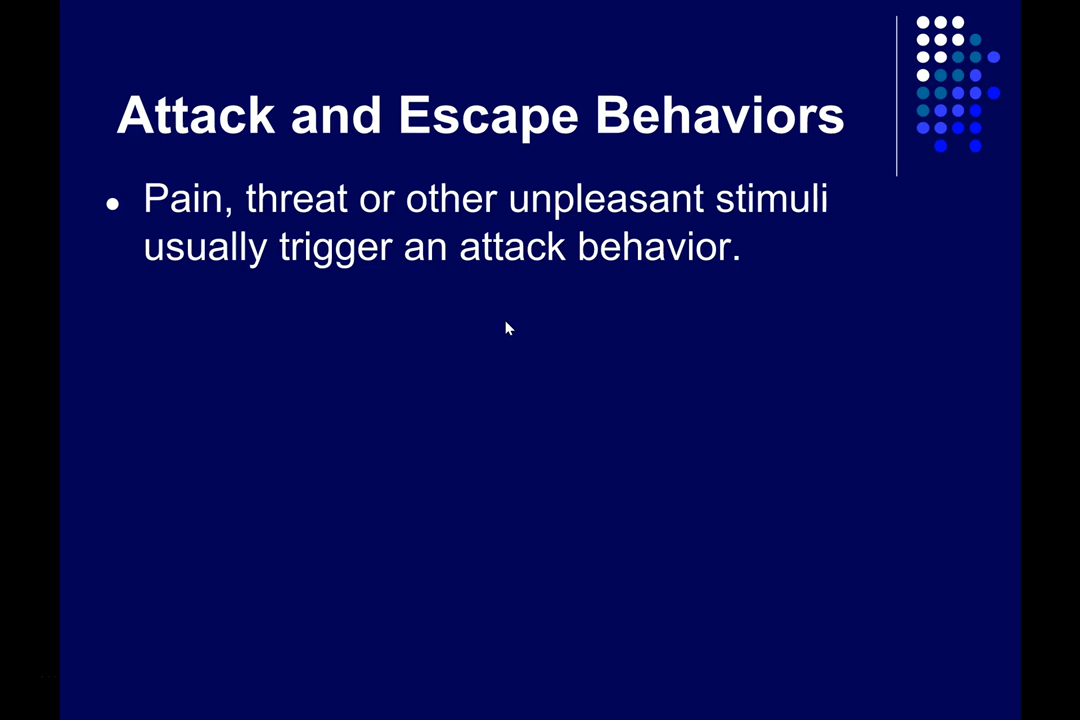 Attack and Escape Behaviors
Pain, threat or other unpleasant stimuli
usually trigger an attack behavior.